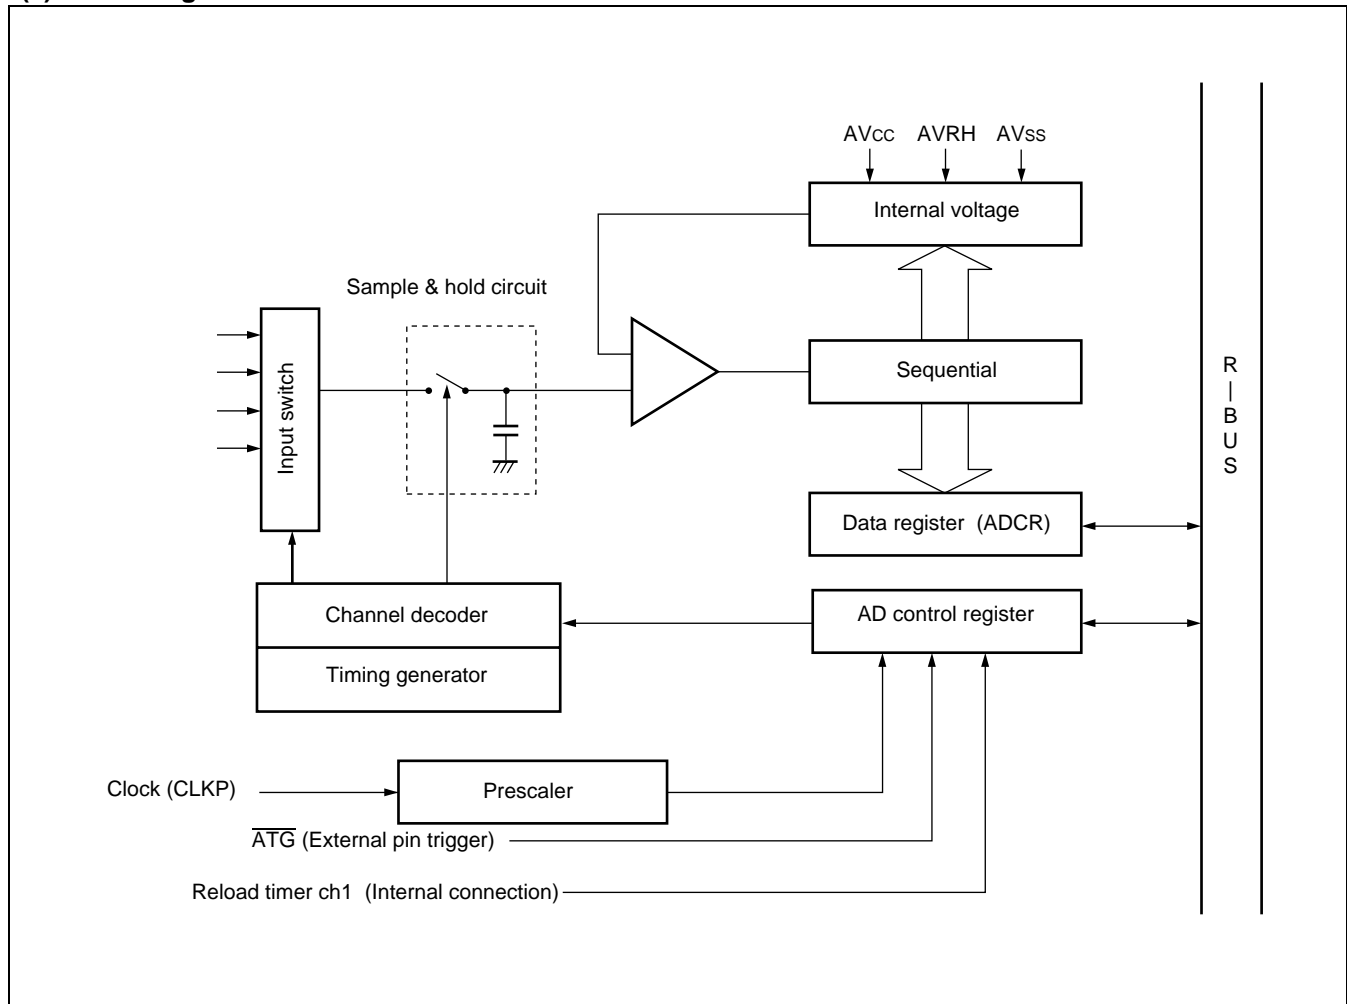 AVCC AVRH AVSS
Internal voltage
Sample & hold circuit
Input switch
Sequential
R
|
B
U
S
Data register (ADCR)
Channel decoder
AD control register
Timing generator
Clock (CLKP)
Prescaler
ATG (External pin trigger)
Reload timer ch1 (Internal connection)